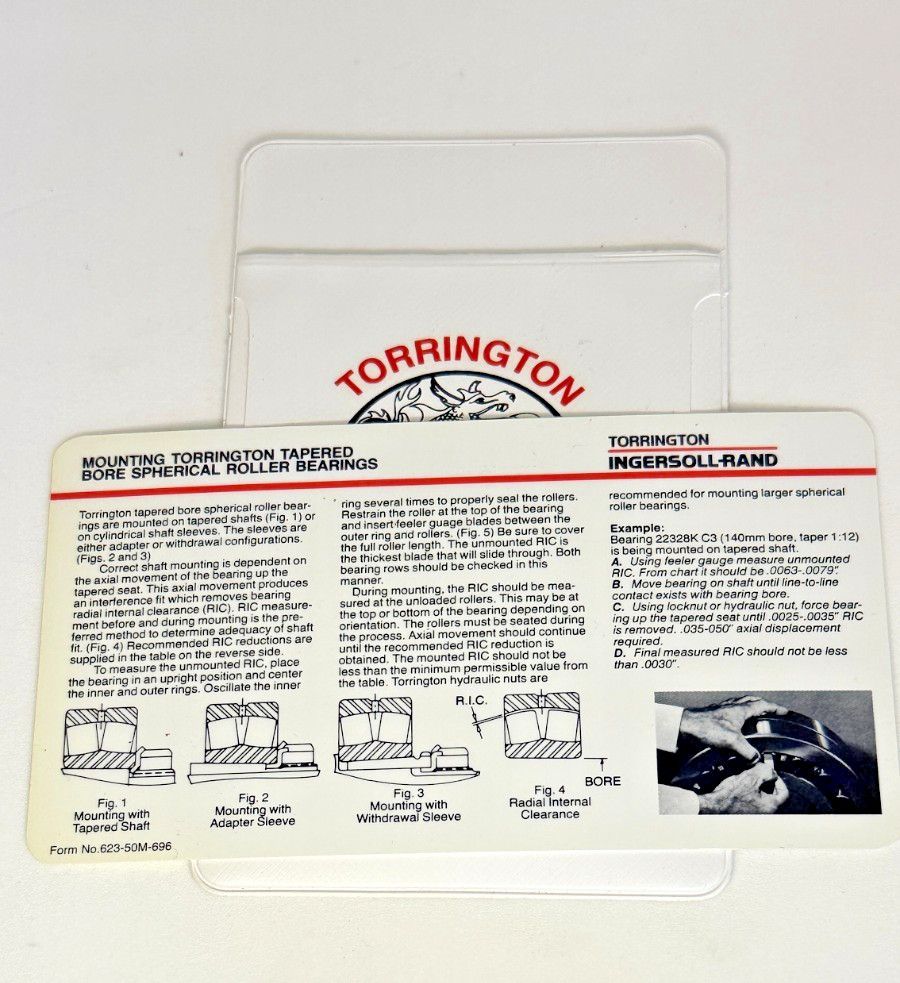 TORRINGTON
MOUNTING TORRINGTON TAPERED
BORE SPHERICAL ROLLER BEARINGS
TORRINGTON
INGERSOLL-RAND
Torrington tapered bore spherical roller bear-
ings are mounted on tapered shafts (Fig. 1) or
on cylindrical shaft sleeves. The sleeves are
either adapter or withdrawal configurations.
(Figs. 2 and 3)
Correct shaft mounting is dependent on
the axial movement of the bearing up the
tapered seat. This axial movement produces
an interference fit which removes bearing
radial internal clearance (RIC). RIC measure-
ment before and during mounting is the pre-
ferred method to determine adequacy of shaft
fit. (Fig. 4) Recommended RIC reductions are
supplied in the table on the reverse side.
To measure the unmounted RIC, place
the bearing in an upright position and center
the inner and outer rings. Oscillate the inner
ring several times to properly seal the rollers.
Restrain the roller at the top of the bearing
and insert feeler guage blades between the
outer ring and rollers. (Fig. 5) Be sure to cover
the full roller length. The unmounted RIC is
the thickest blade that will slide through. Both
bearing rows should be checked in this
manner.
During mounting, the RIC should be mea-
sured at the unloaded rollers. This may be at
the top or bottom of the bearing depending on
orientation. The rollers must be seated during
the process. Axial movement should continue
until the recommended RIC reduction is
obtained. The mounted RIC should not be
less than the minimum permissible value from
the table. Torrington hydraulic nuts are
recommended for mounting larger spherical
roller bearings.
Example:
Bearing 22328K C3 (140mm bore, taper 1:12)
is being mounted on tapered shaft.
A. Using feeler gauge measure unmounted
RIC. From chart it should be .0063-.0079".
B. Move bearing on shaft until line-to-line
contact exists with bearing bore.
C. Using locknut or hydraulic nut, force bear-
ing up the tapered seat until .0025-.0035" RIC
is removed. .035-050" axial displacement
required.
D. Final measured RIC should not be less
than .0030".
R.I.C.
BORE
Fig. 1
Mounting with
Tapered Shaft
Fig. 2
Mounting with
Adapter Sleeve
Fig. 3
Mounting with
Withdrawal Sleeve
Fig. 4
Radial Internal
Clearance
Form No.623-50M-696